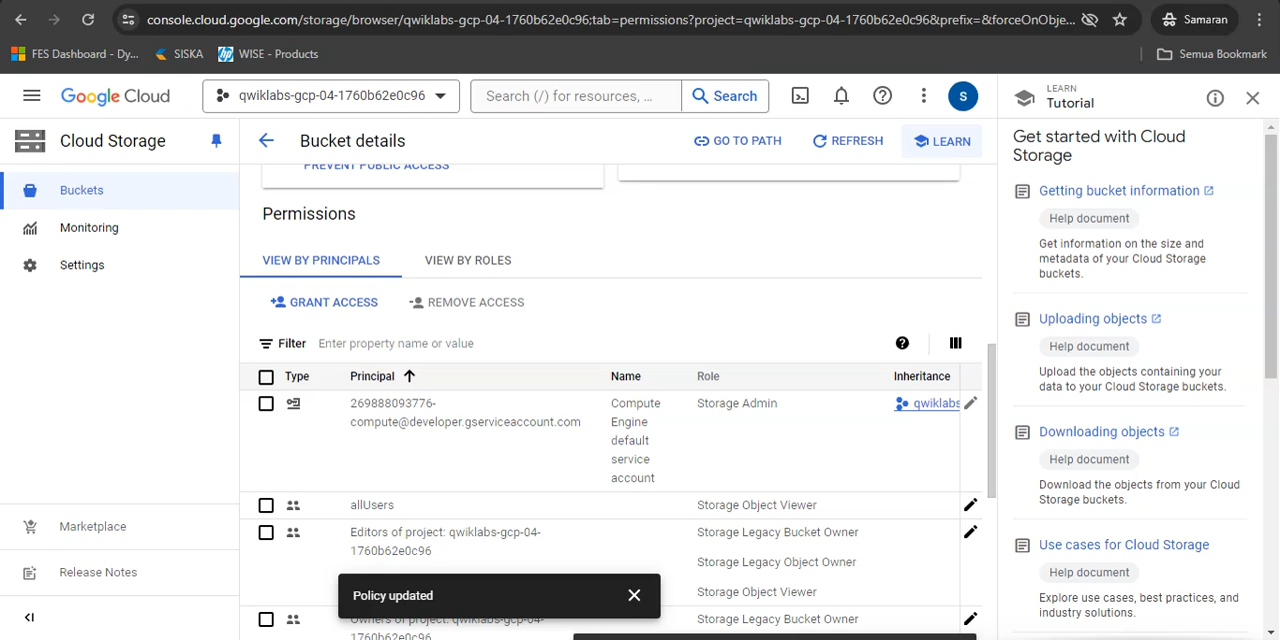 console.cloud.google.com/storage/browser/qwiklabs-gcp-04-1760b62e0c96;tab=permissions?project=qwiklabs-gcp-04-1760b62e0c96&prefix=&forceOnObje...
Samaran
FES Dashboard - Dy...
SISKA
WISE - Products
Semua Bookmark
Google Cloud
qwiklabs-gcp-04-1760b62e0c96
Search (/) for resources, ...
Search
S
LEARN
Tutorial
Cloud Storage
Bucket details
GO TO PATH
REFRESH
LEARN
Buckets
Monitoring
Settings
Marketplace
Release Notes
PREVENT PUBLIC ACCESS
Permissions
VIEW BY PRINCIPALS
VIEW BY ROLES
GRANT ACCESS
REMOVE ACCESS
Filter
Enter property name or value
Type
Principal
Name
Role
Inheritance
269888093776-
compute@developer.gserviceaccount.com
Compute
Engine
default
service
account
Storage Admin
qwiklabs
allUsers
Storage Object Viewer
Editors of project: qwiklabs-gcp-04-
1760b62e0c96
Storage Legacy Bucket Owner
Storage Legacy Object Owner
Storage Object Viewer
Policy updated
Owners of project: qwiklabs-gcp-04-
1760b62e0c96
Storage Legacy Bucket Owner
Get started with Cloud
Storage
Getting bucket information
Help document
Get information on the size and
metadata of your Cloud Storage
buckets.
Uploading objects
Help document
Upload the objects containing your
data to your Cloud Storage buckets.
Downloading objects
Help document
Download the objects from your Cloud
Storage buckets.
Use cases for Cloud Storage
Help document
Explore use cases, best practices, and
industry solutions.